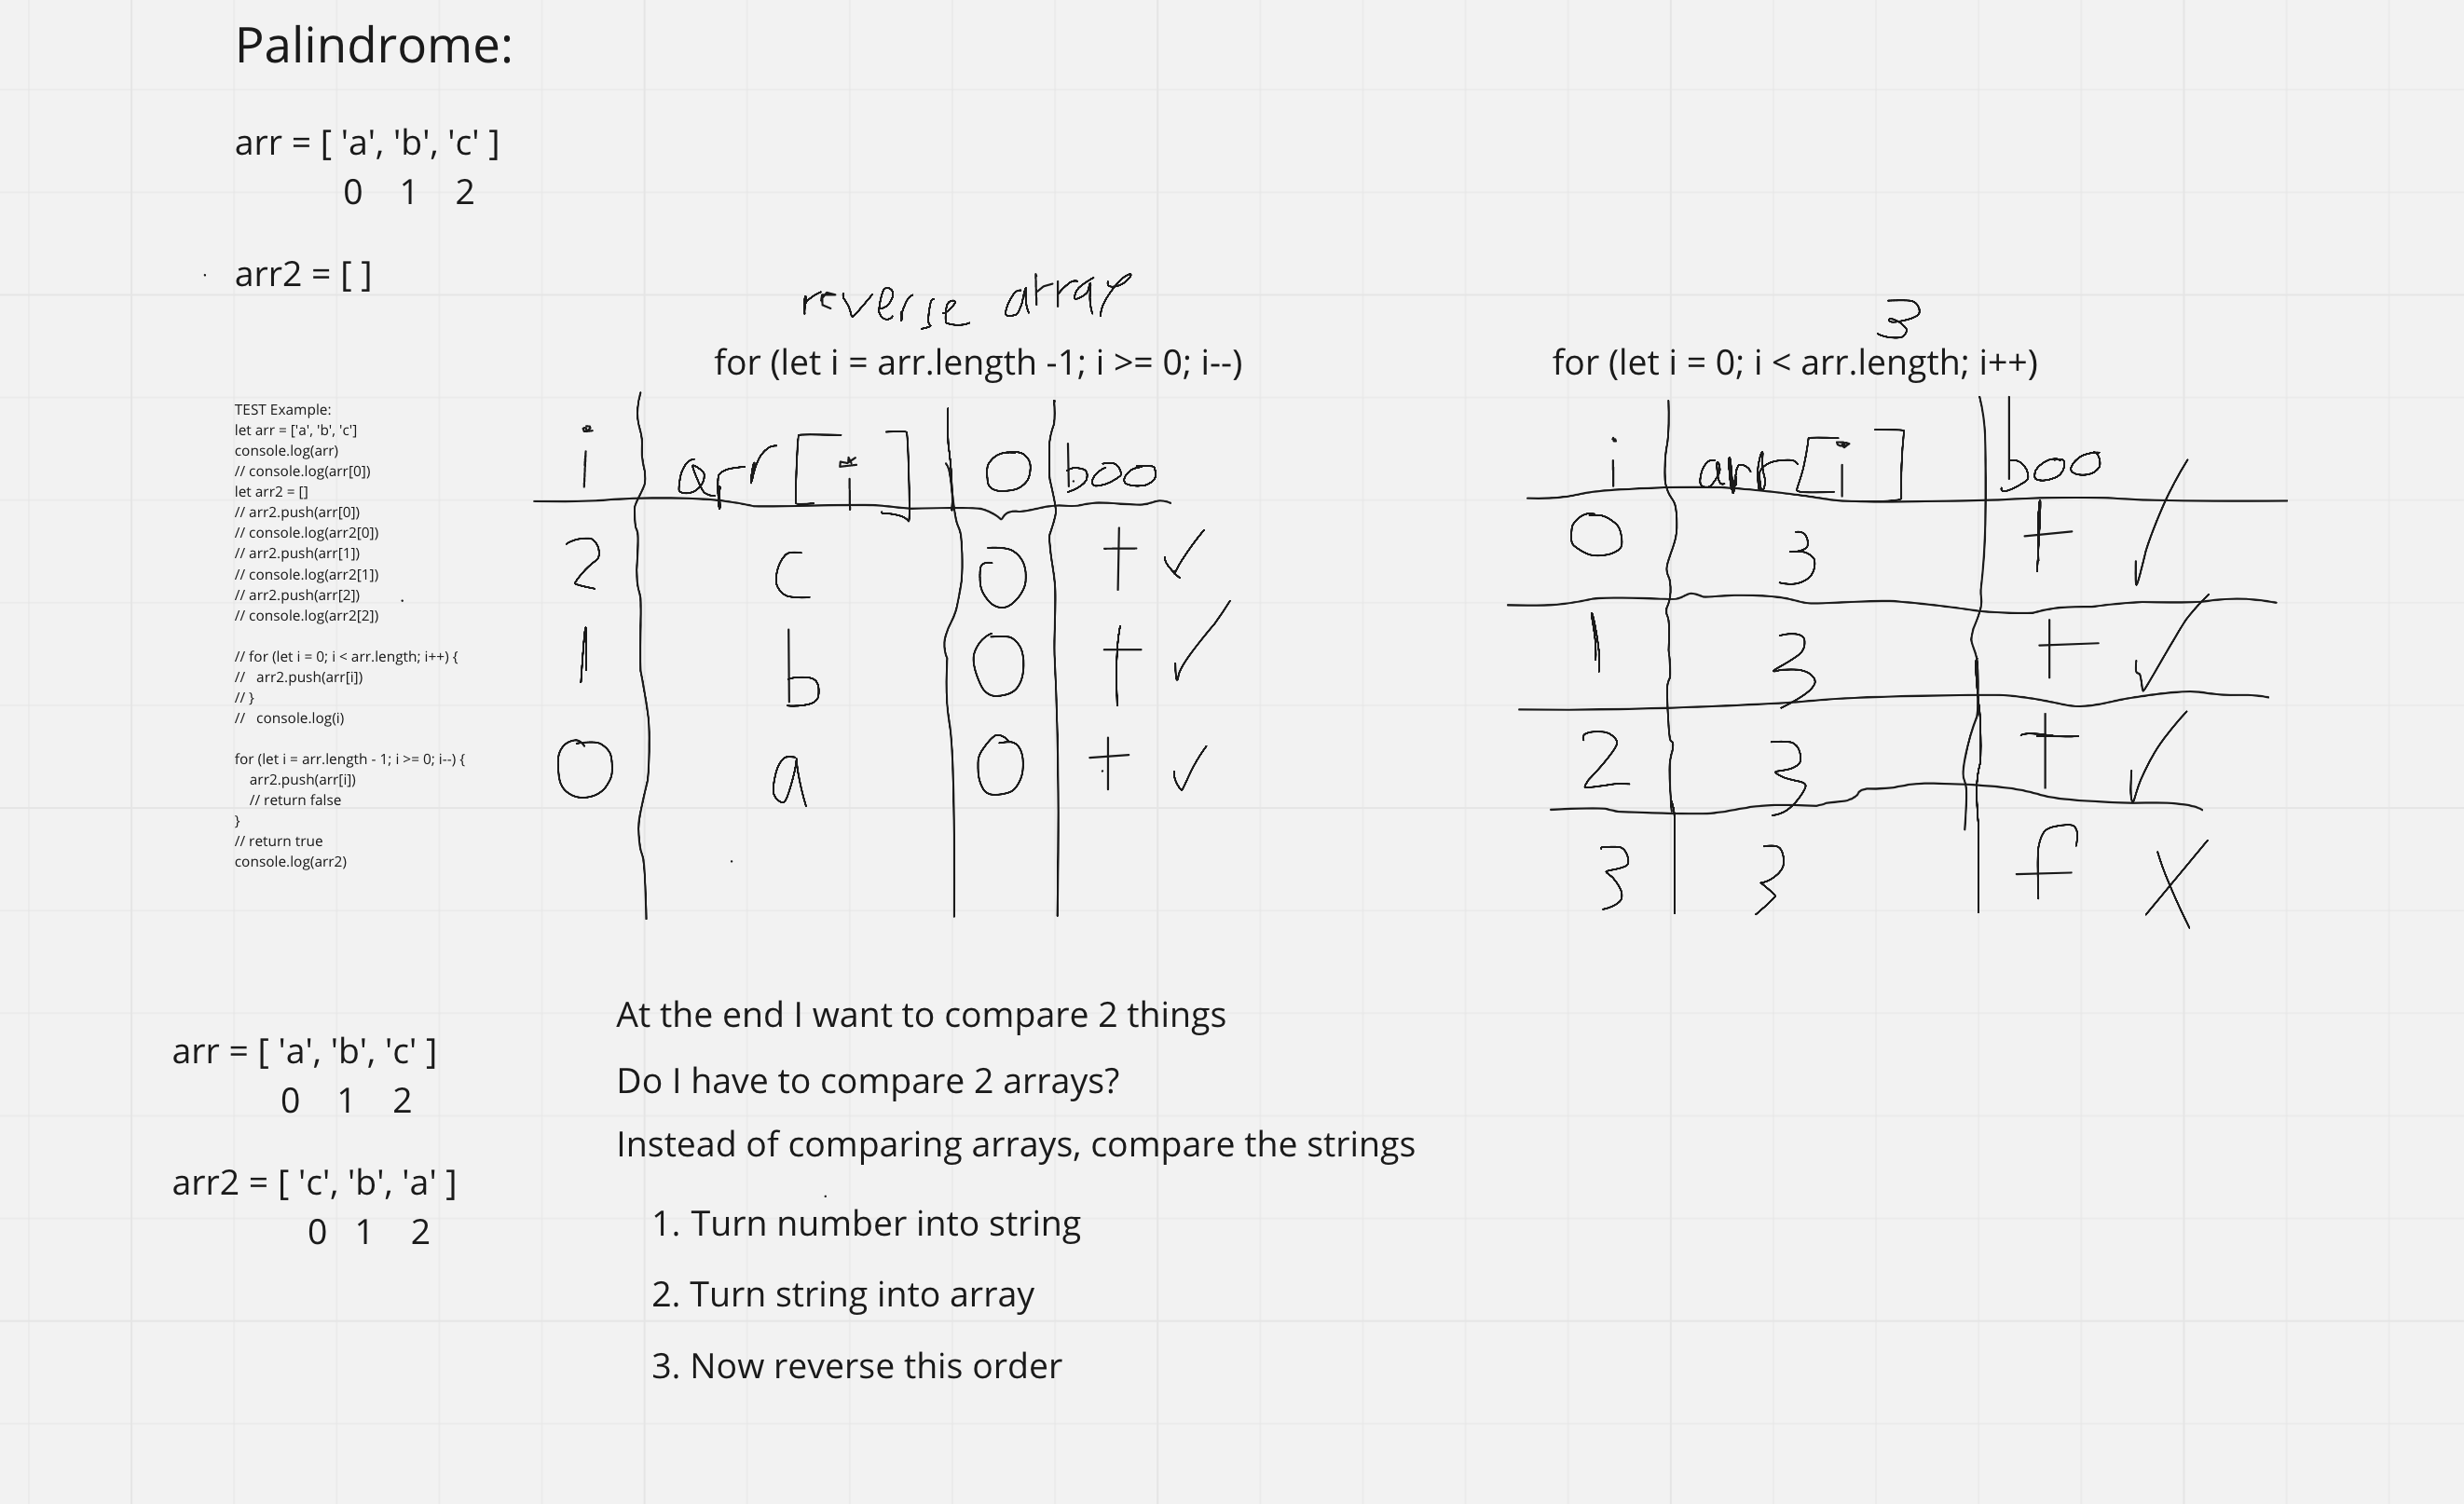 Palindrome:
arr = [ 'a', 'b', 'c' ]
0 1 2
arr2 = [ ]
TEST Example:
let arr = ['a', 'b', 'c']
console.log(arr)
// console.log(arr[0])
let arr2 = []
// arr2.push(arr[0])
// console.log(arr2[0])
// arr2.push(arr[1])
// console.log(arr2[1])
// arr2.push(arr[2])
// console.log(arr2[2])
// for (let i = 0; i < arr.length; i++) {
//   arr2.push(arr[i])
// }
//   console.log(i)
for (let i = arr.length - 1; i >= 0; i--) {
    arr2.push(arr[i])
    // return false
}
// return true
console.log(arr2)
reverse array
for (let i = arr.length -1; i >= 0; i--)
i arr[i] 0 boo
2 c 0 t ✓
1 b 0 t ✓
0 a 0 t ✓
3
for (let i = 0; i < arr.length; i++)
i arr[i] boo
0 3 t ✓
1 3 t ✓
2 3 t ✓
3 3 f X
arr = [ 'a', 'b', 'c' ]
0 1 2
arr2 = [ 'c', 'b', 'a' ]
0 1 2
At the end I want to compare 2 things
Do I have to compare 2 arrays?
Instead of comparing arrays, compare the strings
1. Turn number into string
2. Turn string into array
3. Now reverse this order